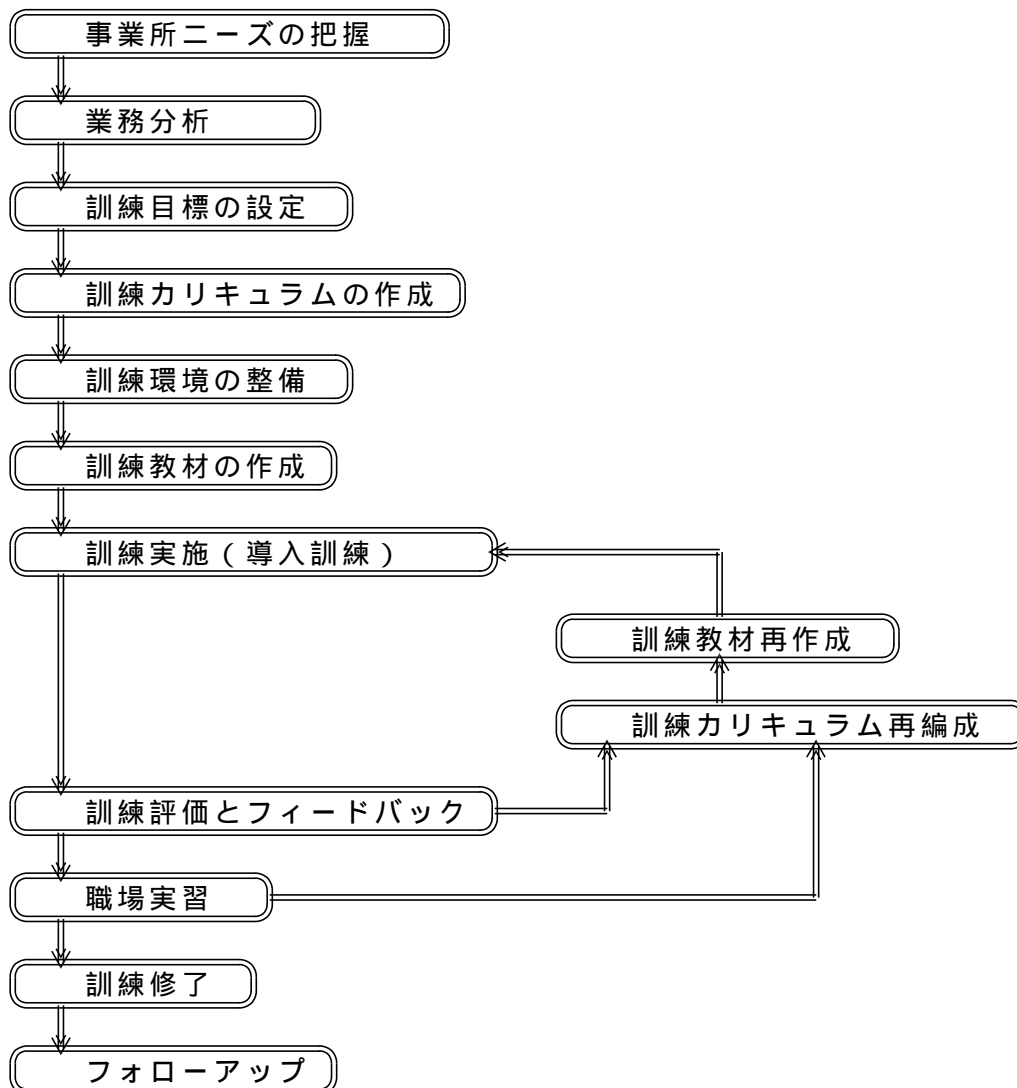 事業所ニーズの把握
業務分析
訓練目標の設定
訓練カリキュラムの作成
訓練環境の整備
訓練教材の作成
訓練実施（導入訓練）
訓練教材再作成
訓練カリキュラム再編成
訓練評価とフィードバック
職場実習
訓練修了
フォローアップ